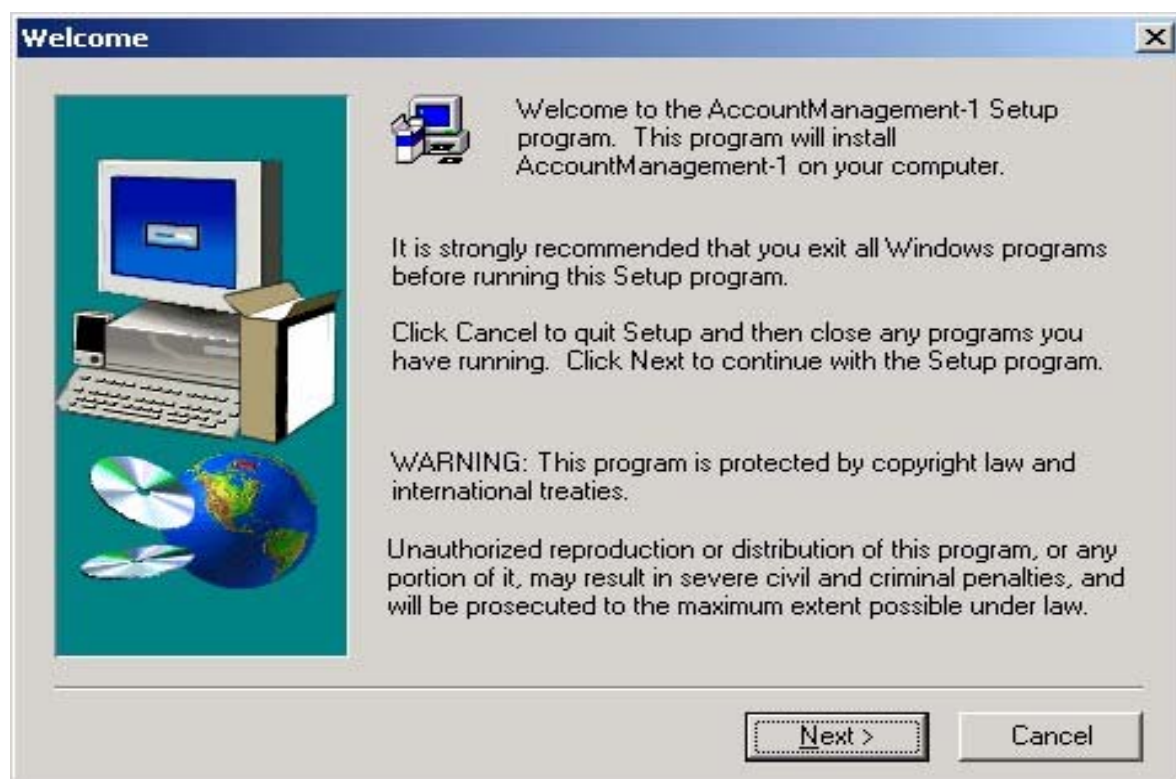 Welcome
Welcome to the AccountManagement-1 Setup
program.  This program will install
AccountManagement-1 on your computer.
It is strongly recommended that you exit all Windows programs
before running this Setup program.
Click Cancel to quit Setup and then close any programs you
have running.  Click Next to continue with the Setup program.
WARNING: This program is protected by copyright law and
international treaties.
Unauthorized reproduction or distribution of this program, or any
portion of it, may result in severe civil and criminal penalties, and
will be prosecuted to the maximum extent possible under law.
Next >
Cancel